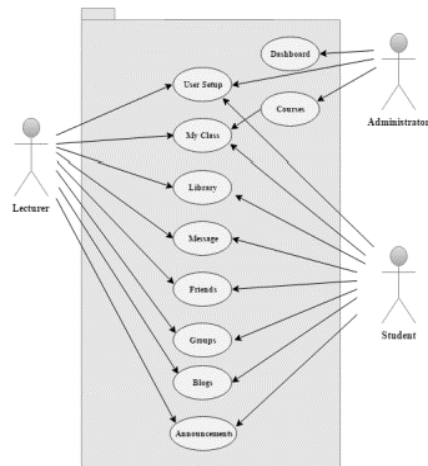 Dashboard
User Setup
Courses
Administrator
My Class
Library
Lecturer
Message
Friends
Student
Groups
Blogs
Announcements